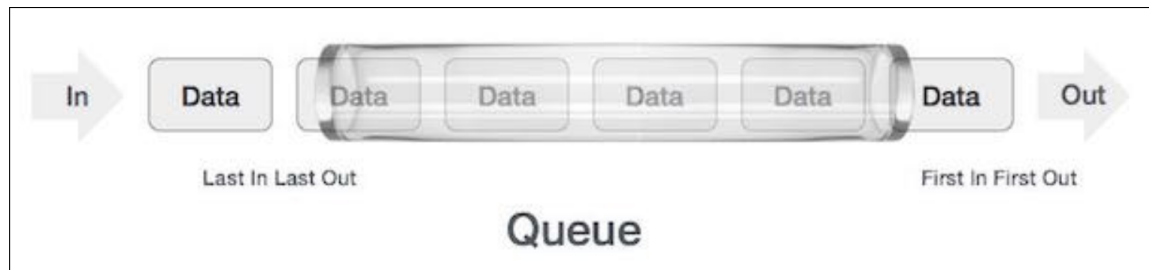 In Data Data Data Data Data Data Out
Last In Last Out First In First Out
Queue